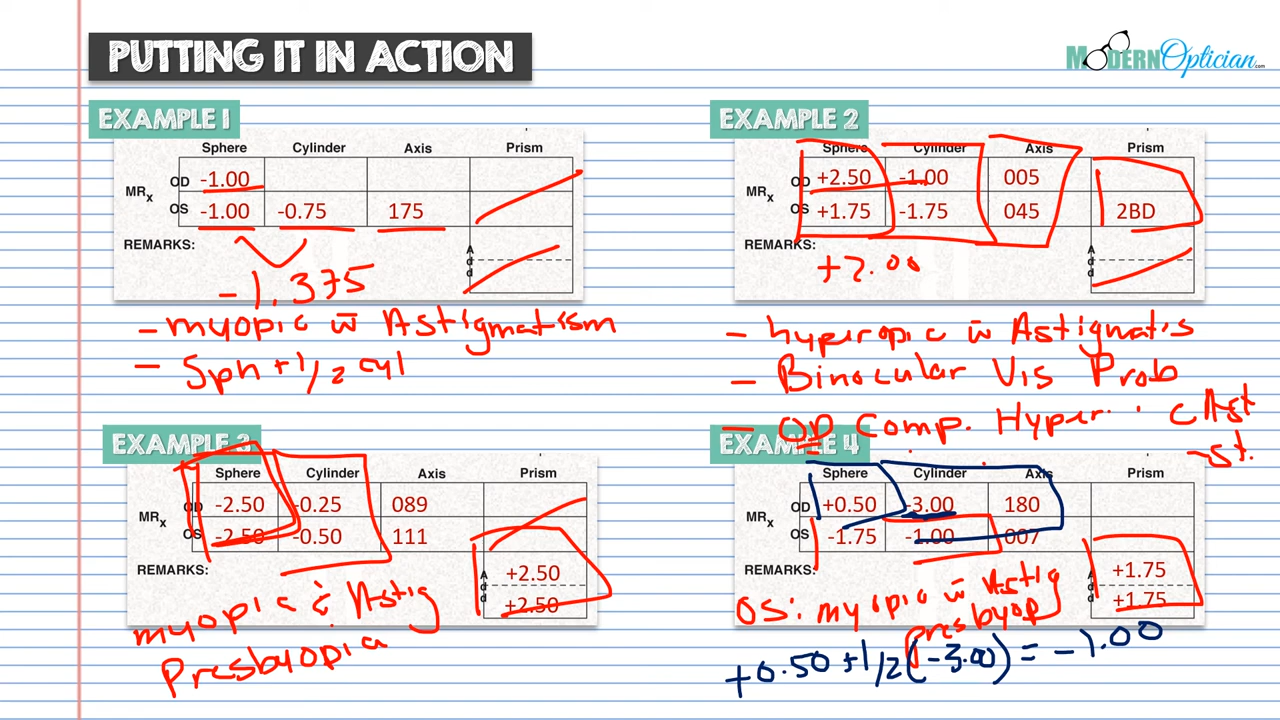 PUTTING IT IN ACTION
MODERNOptician.com
EXAMPLE 1
Sphere Cylinder Axis Prism
MRx OD -1.00
OS -1.00 -0.75 175
REMARKS: Add
-1.375
- myopic w̄ Astigmatism
- Sph + 1/2 cyl
EXAMPLE 2
Sphere Cylinder Axis Prism
MRx OD +2.50 -1.00 005
OS +1.75 -1.75 045 2BD
REMARKS: Add
+2.00
- hyperopic w̄ Astigmatis
- Binocular Vis Prob
- OD Comp. Hyper. c Ast
EXAMPLE 3
Sphere Cylinder Axis Prism
MRx OD -2.50 -0.25 089
OS -2.50 -0.50 111
REMARKS: Add +2.50
+2.50
myopic c̄ Astig
Presbyopia
EXAMPLE 4
Sphere Cylinder Axis Prism
MRx OD +0.50 -3.00 180
OS -1.75 -1.00 007
REMARKS: Add +1.75
+1.75
OS: myopic w̄ Astig
presbyop
+0.50 + 1/2 (-3.00) = -1.00